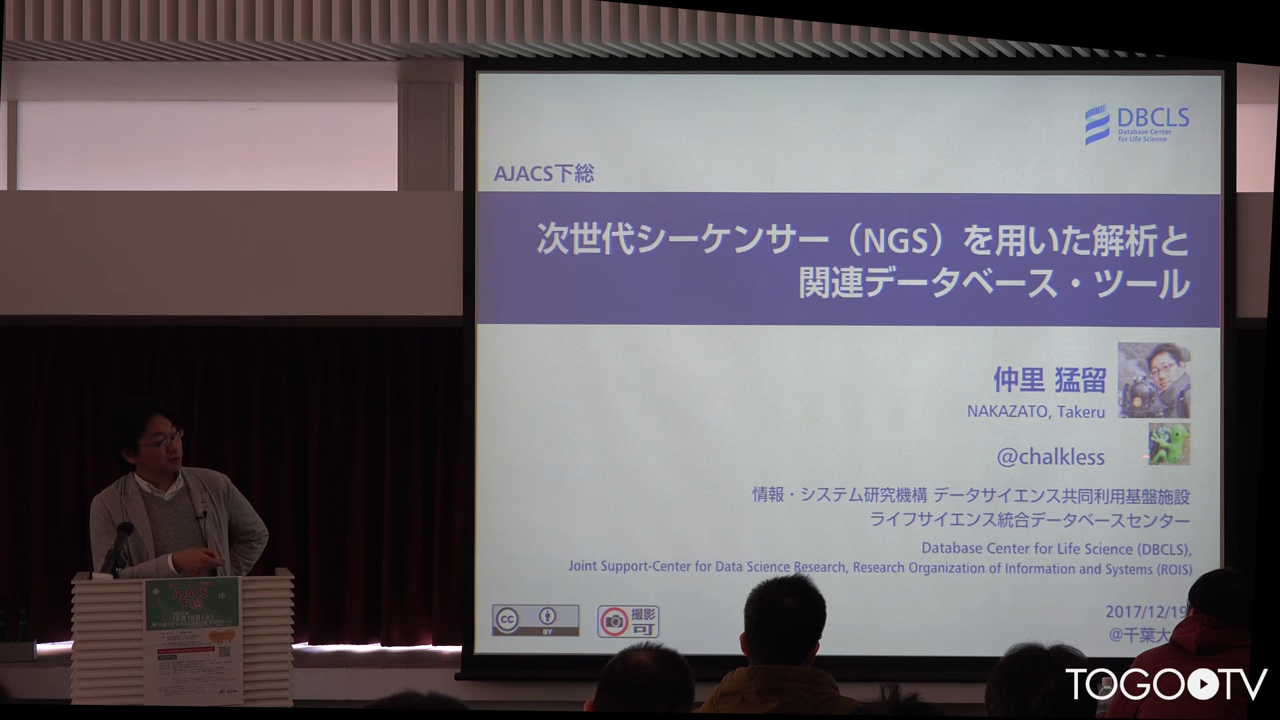 DBCLS
Database Center
for Life Science
AJACS下総
次世代シーケンサー（NGS）を用いた解析と
関連データベース・ツール
仲里 猛留
NAKAZATO, Takeru
@chalkless
情報・システム研究機構 データサイエンス共同利用基盤施設
ライフサイエンス統合データベースセンター
Database Center for Life Science (DBCLS),
Joint Support-Center for Data Science Research, Research Organization of Information and Systems (ROIS)
cc
BY
撮影
可
2017/12/19
@千葉大
AJACS
下総
TOGOTV